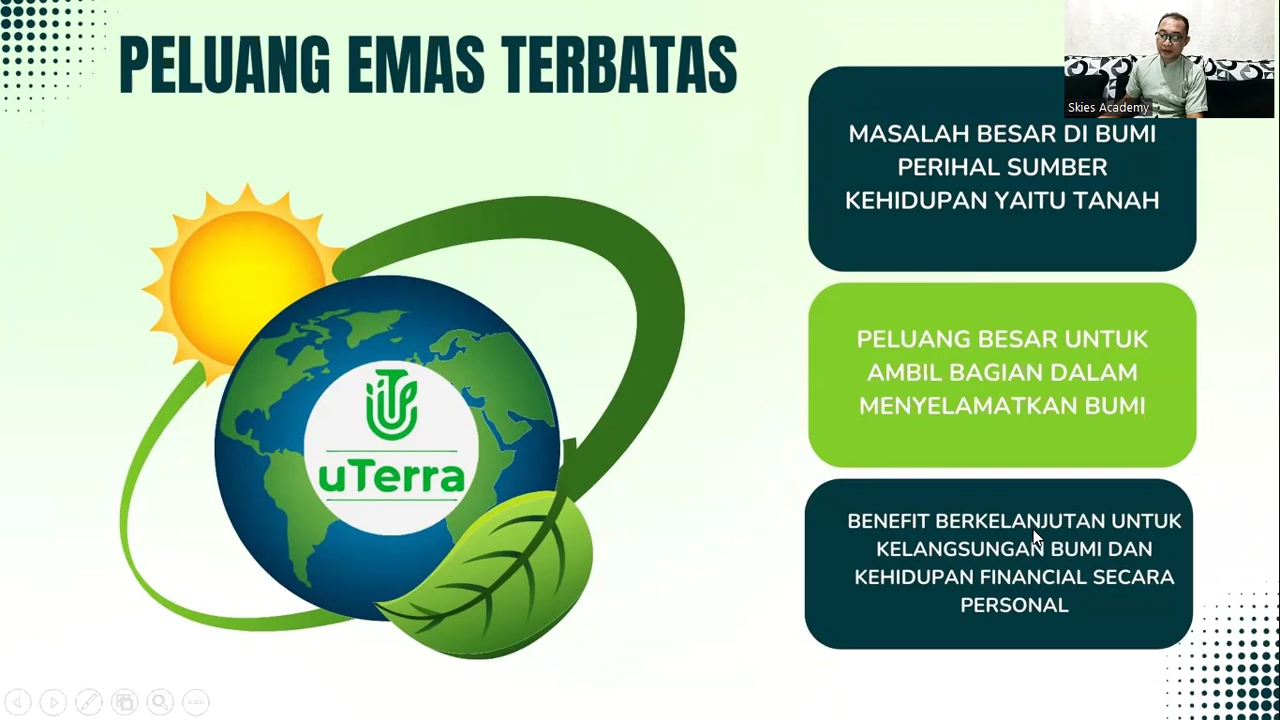 PELUANG EMAS TERBATAS
Skies Academy
MASALAH BESAR DI BUMI
PERIHAL SUMBER
KEHIDUPAN YAITU TANAH
uTerra
PELUANG BESAR UNTUK
AMBIL BAGIAN DALAM
MENYELAMATKAN BUMI
BENEFIT BERKELANJUTAN UNTUK
KELANGSUNGAN BUMI DAN
KEHIDUPAN FINANCIAL SECARA
PERSONAL